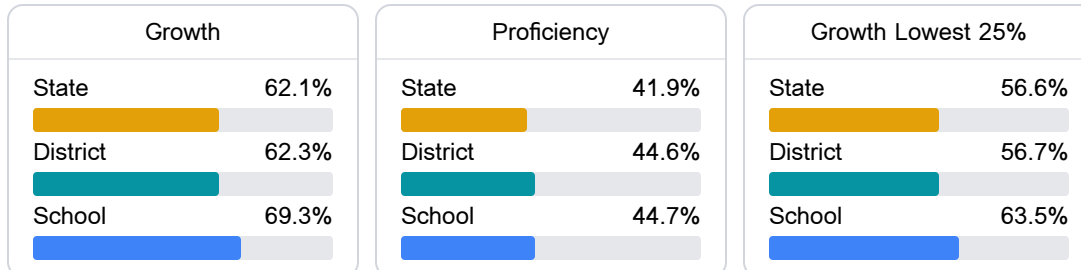 Growth
State 62.1%
District 62.3%
School 69.3%
Proficiency
State 41.9%
District 44.6%
School 44.7%
Growth Lowest 25%
State 56.6%
District 56.7%
School 63.5%